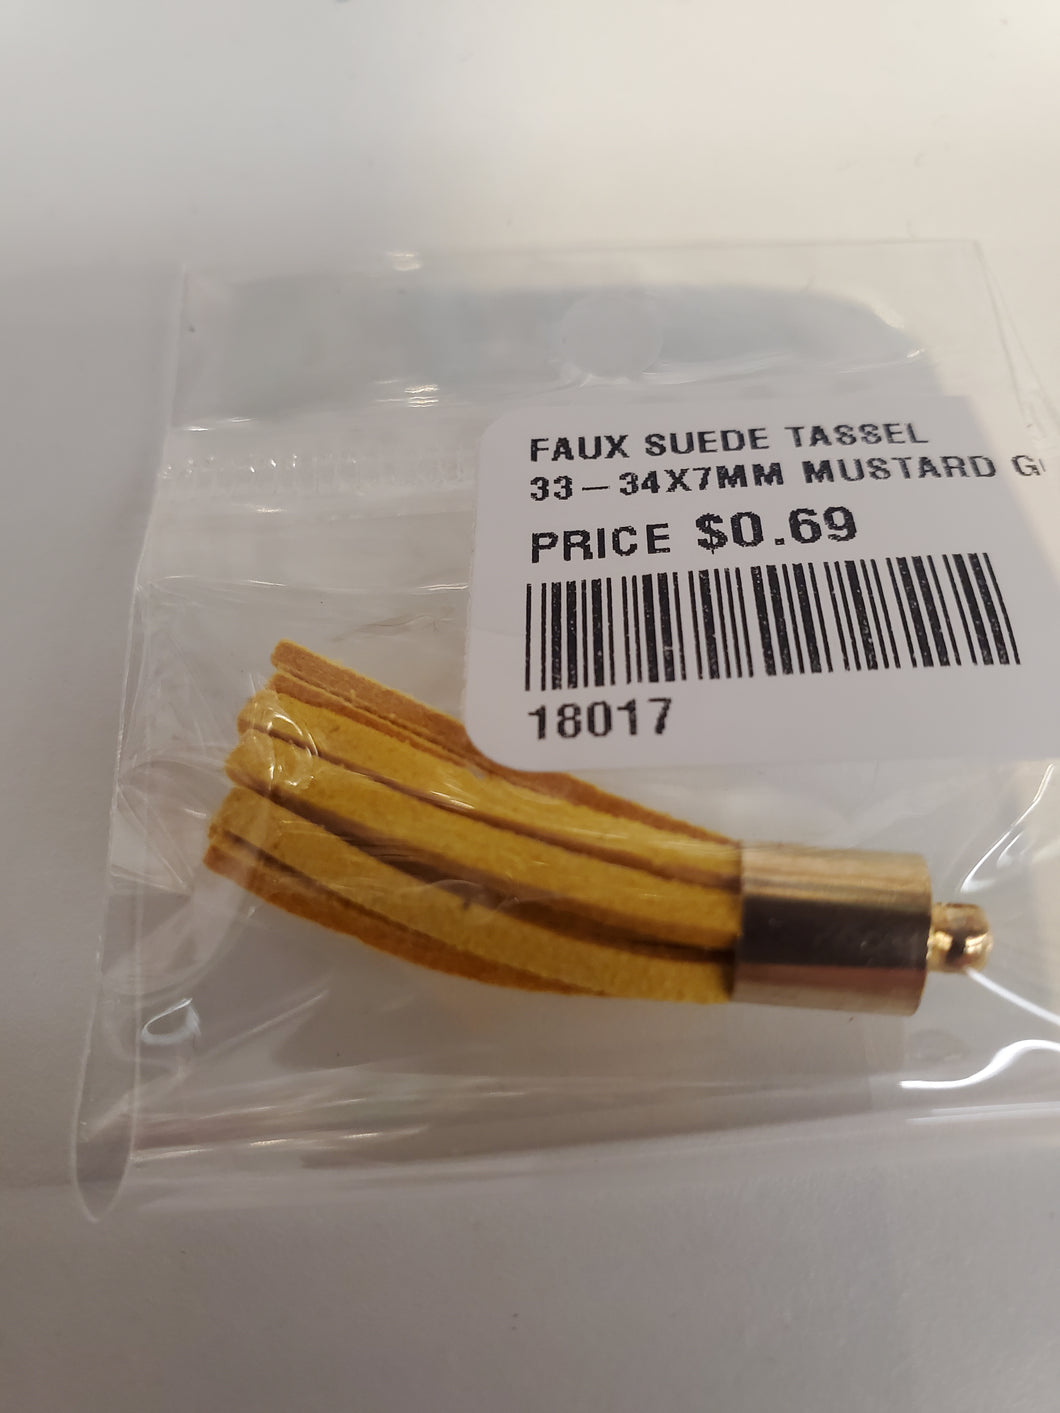 FAUX SUEDE TASSEL
33-34X7MM MUSTARD G
PRICE $0.69
18017